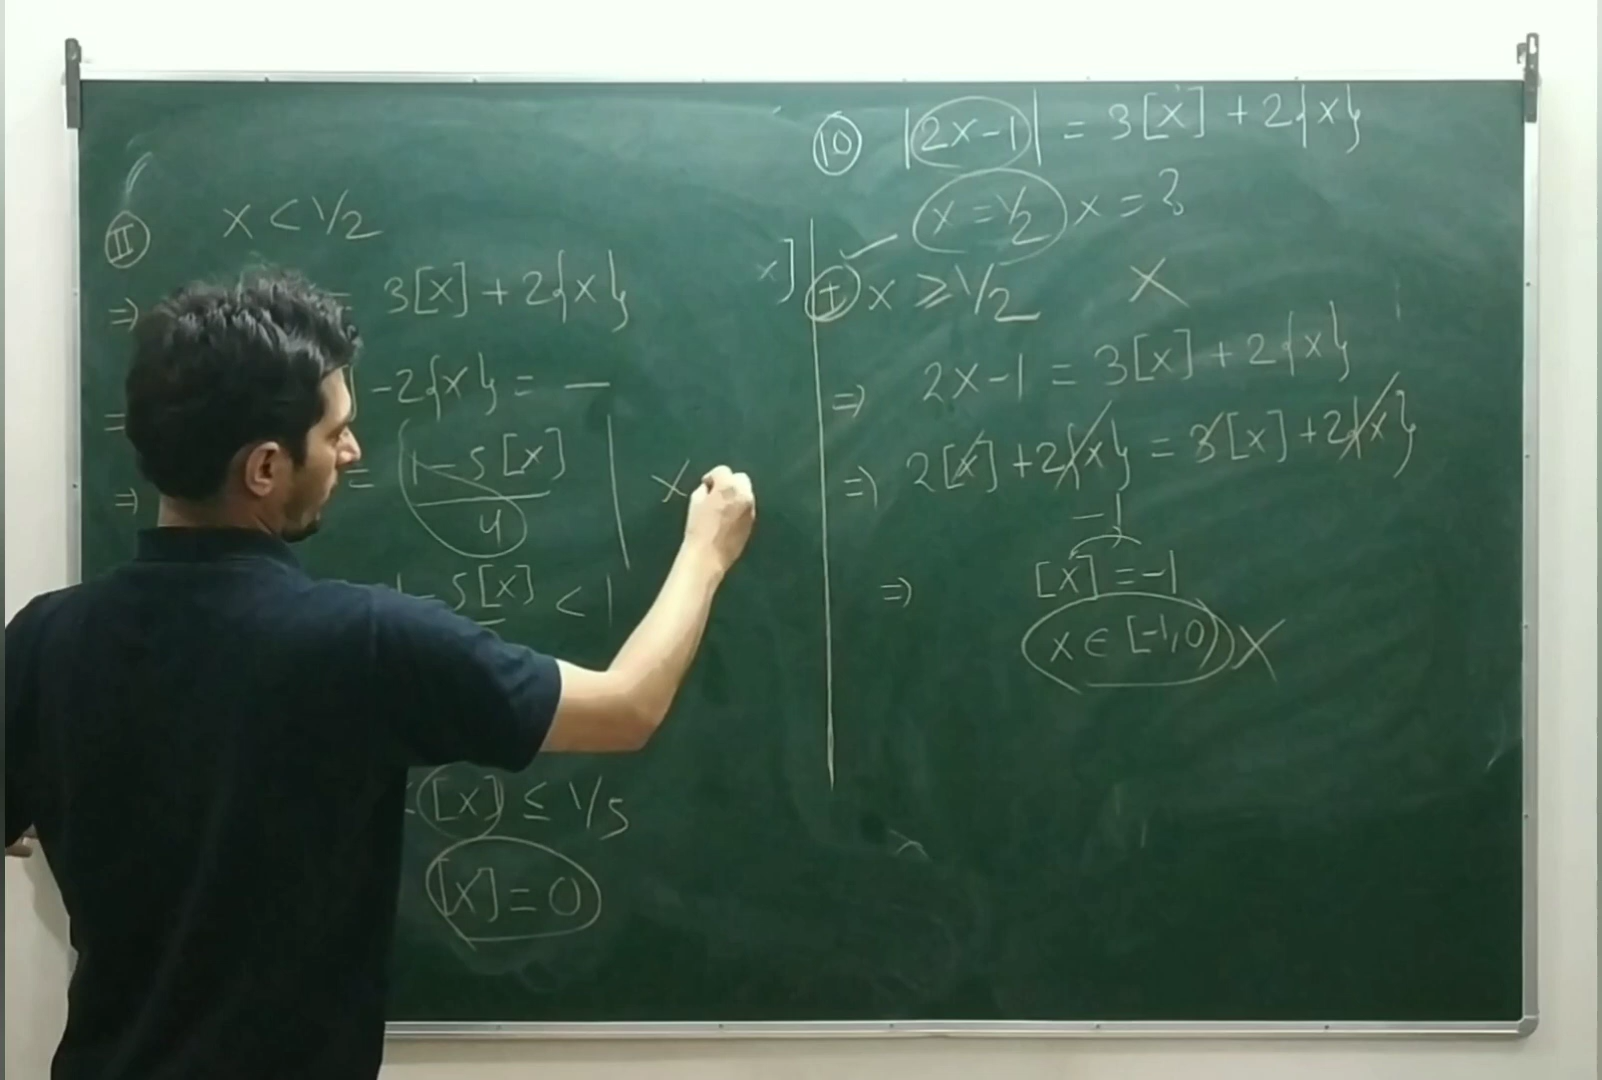 ⑩ |2x-1| = 3[x] + 2{x}
x = 1/2 x = ?
Ⓘ x ≥ 1/2 X
⇒ 2x-1 = 3[x] + 2{x}
⇒ 2[x] + 2{x} = 3[x] + 2{x}
-1
⇒ [x] = -1
x ∈ [-1,0) X
Ⓘ Ⓘ x < 1/2
⇒ = 3[x] + 2{x}
x]
= ] -2{x} = —
⇒ = 1-5[x] / 4
x
1-5[x] < 1
< [x] ≤ 1/5
[x] = 0